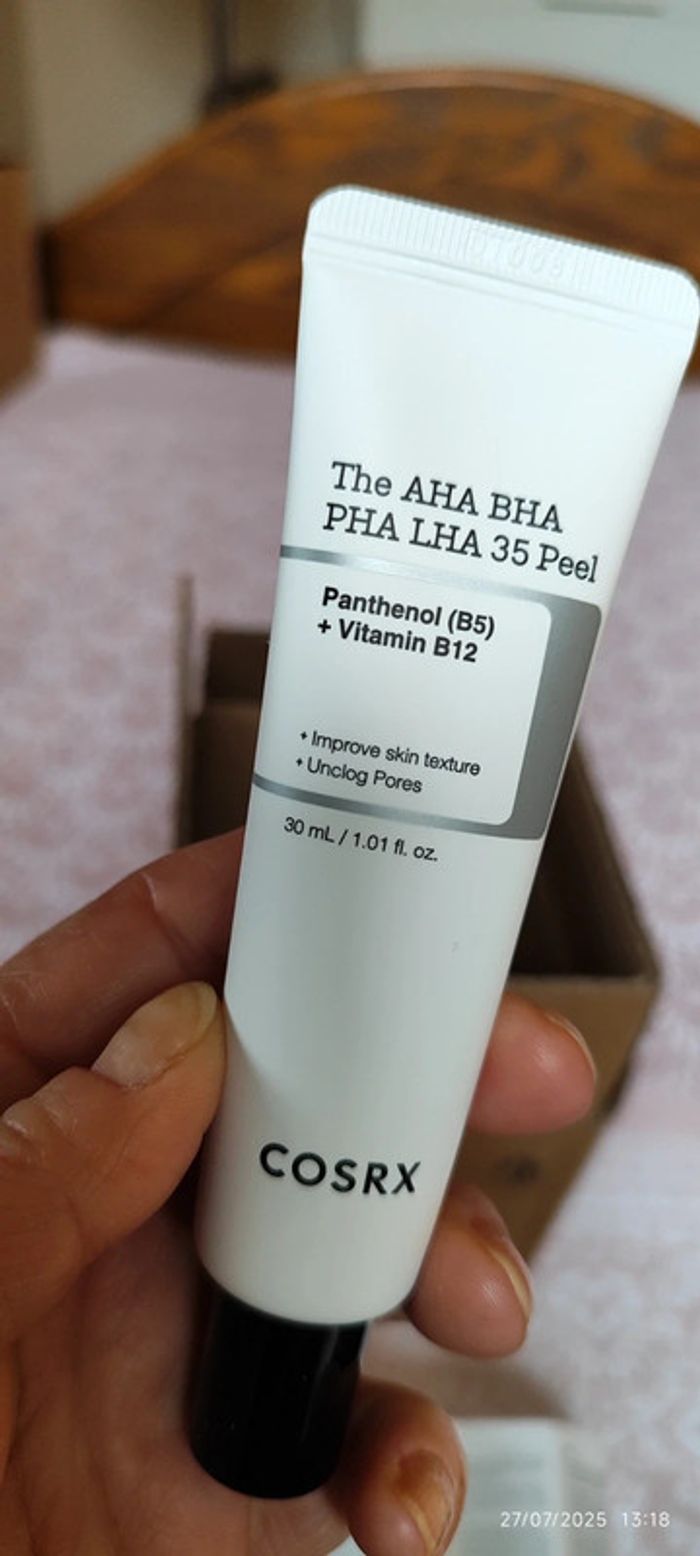 The AHA BHA
PHA LHA 35 Peel
Panthenol (B5)
+ Vitamin B12
+ Improve skin texture
+ Unclog Pores
30 mL / 1.01 fl. oz.
COSRX
27/07/2025 13:18